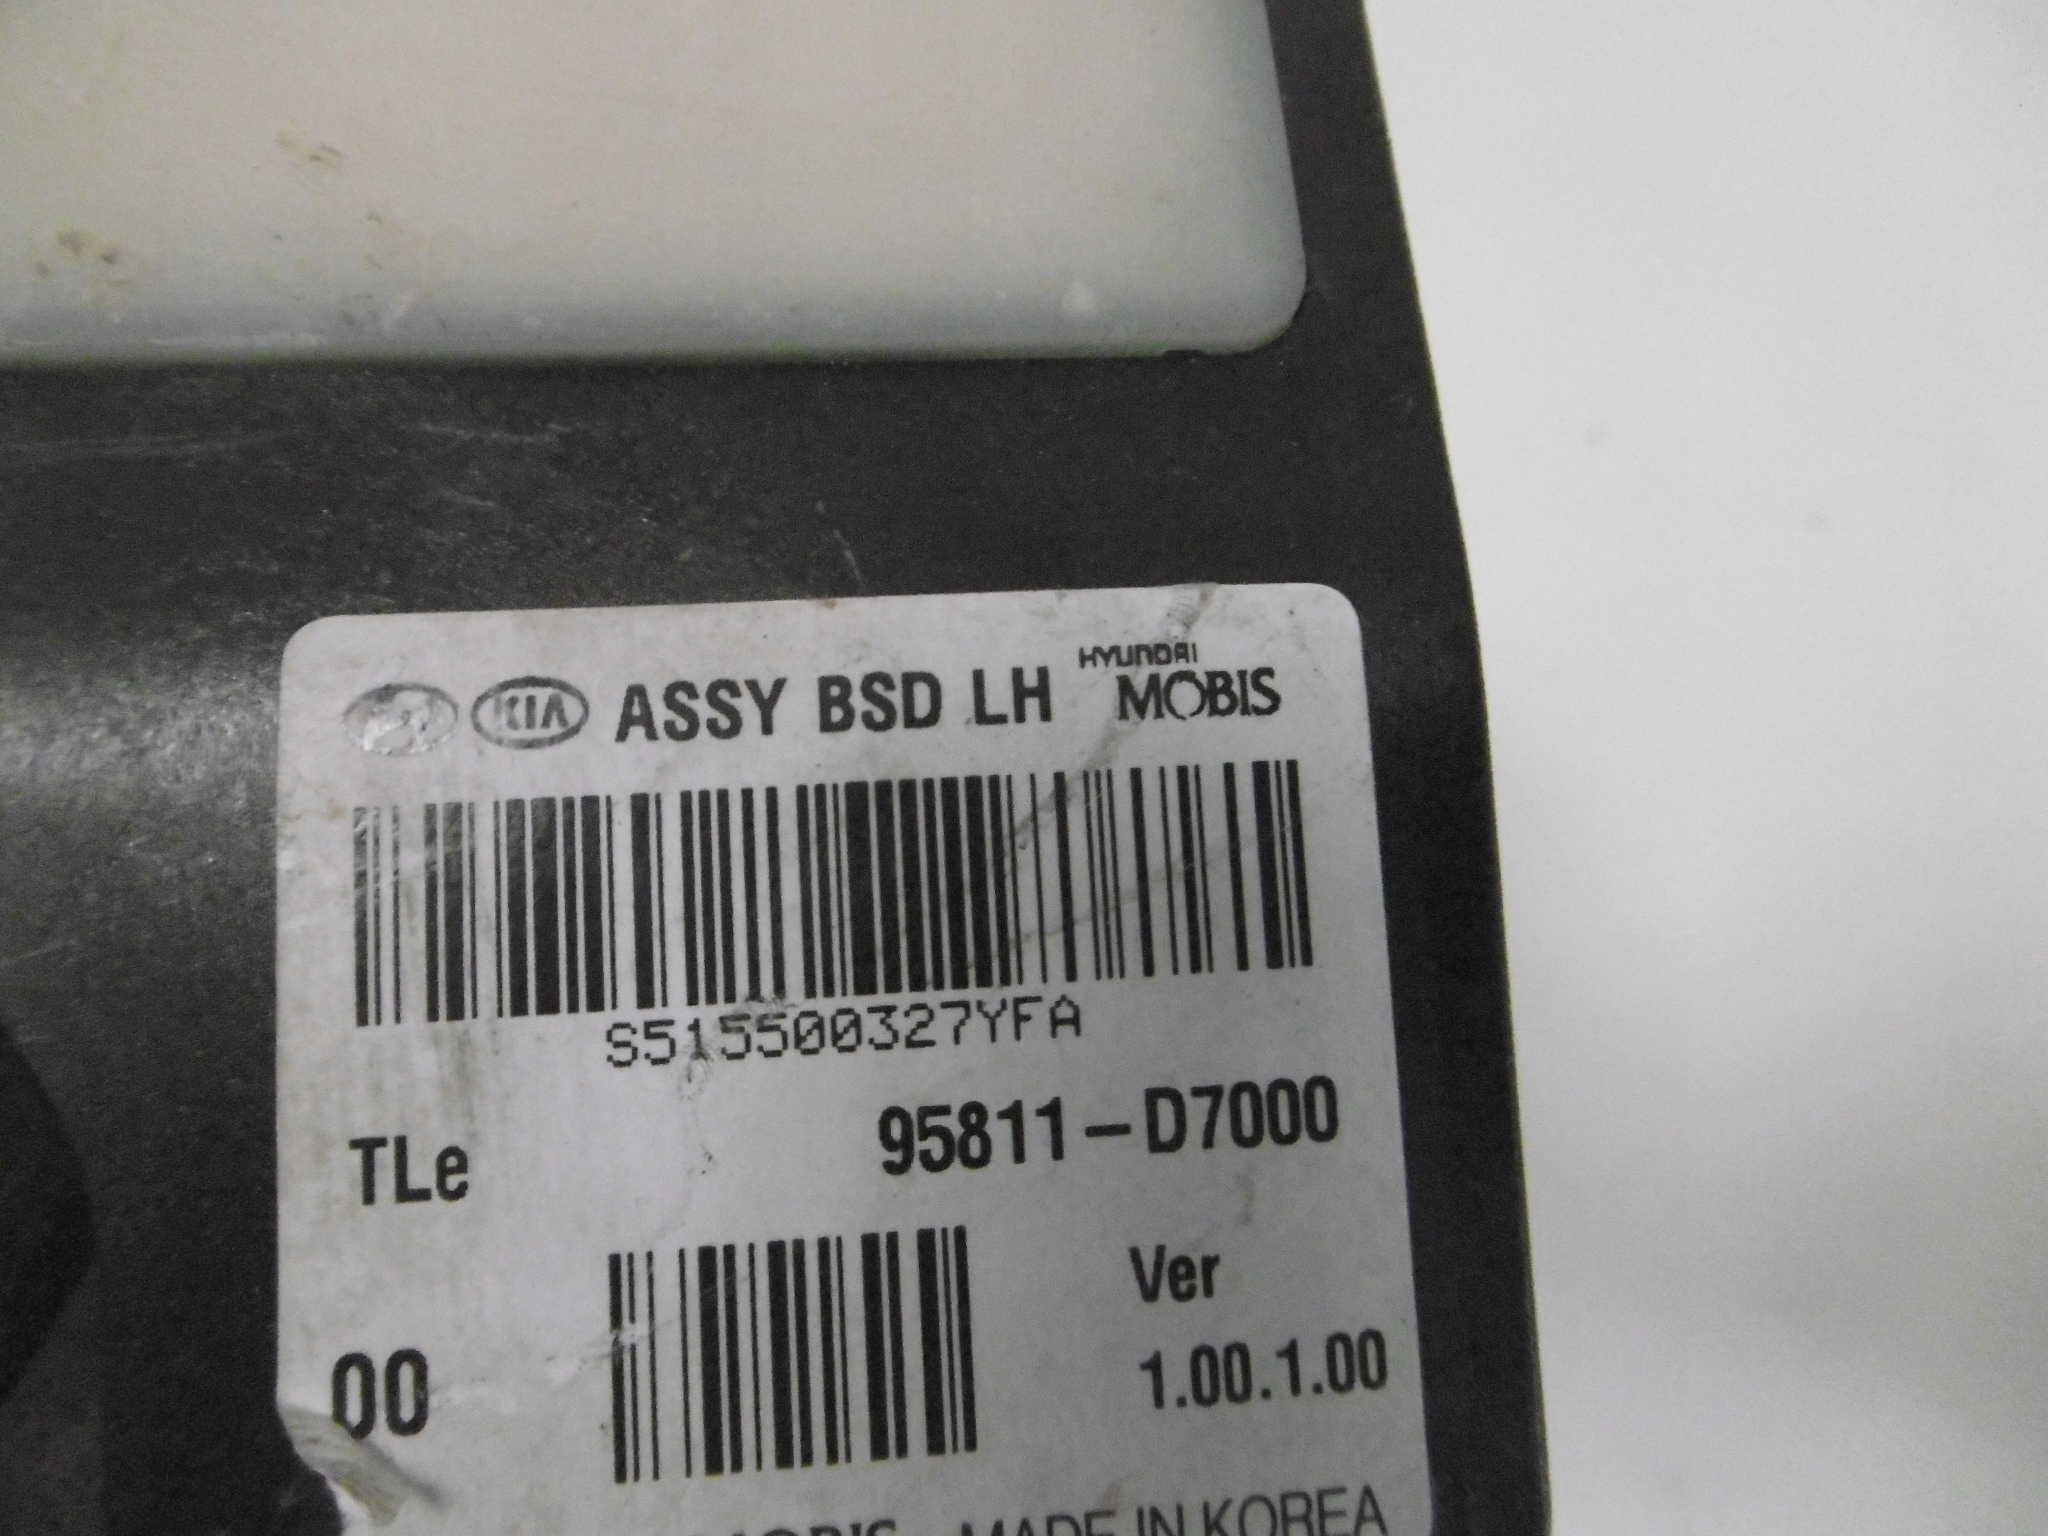 KIA ASSY BSD LH HYUNDAI MOBIS
S515500327YFA
TLe 95811-D7000
00 Ver 1.00.1.00
MOBIS MADE IN KOREA